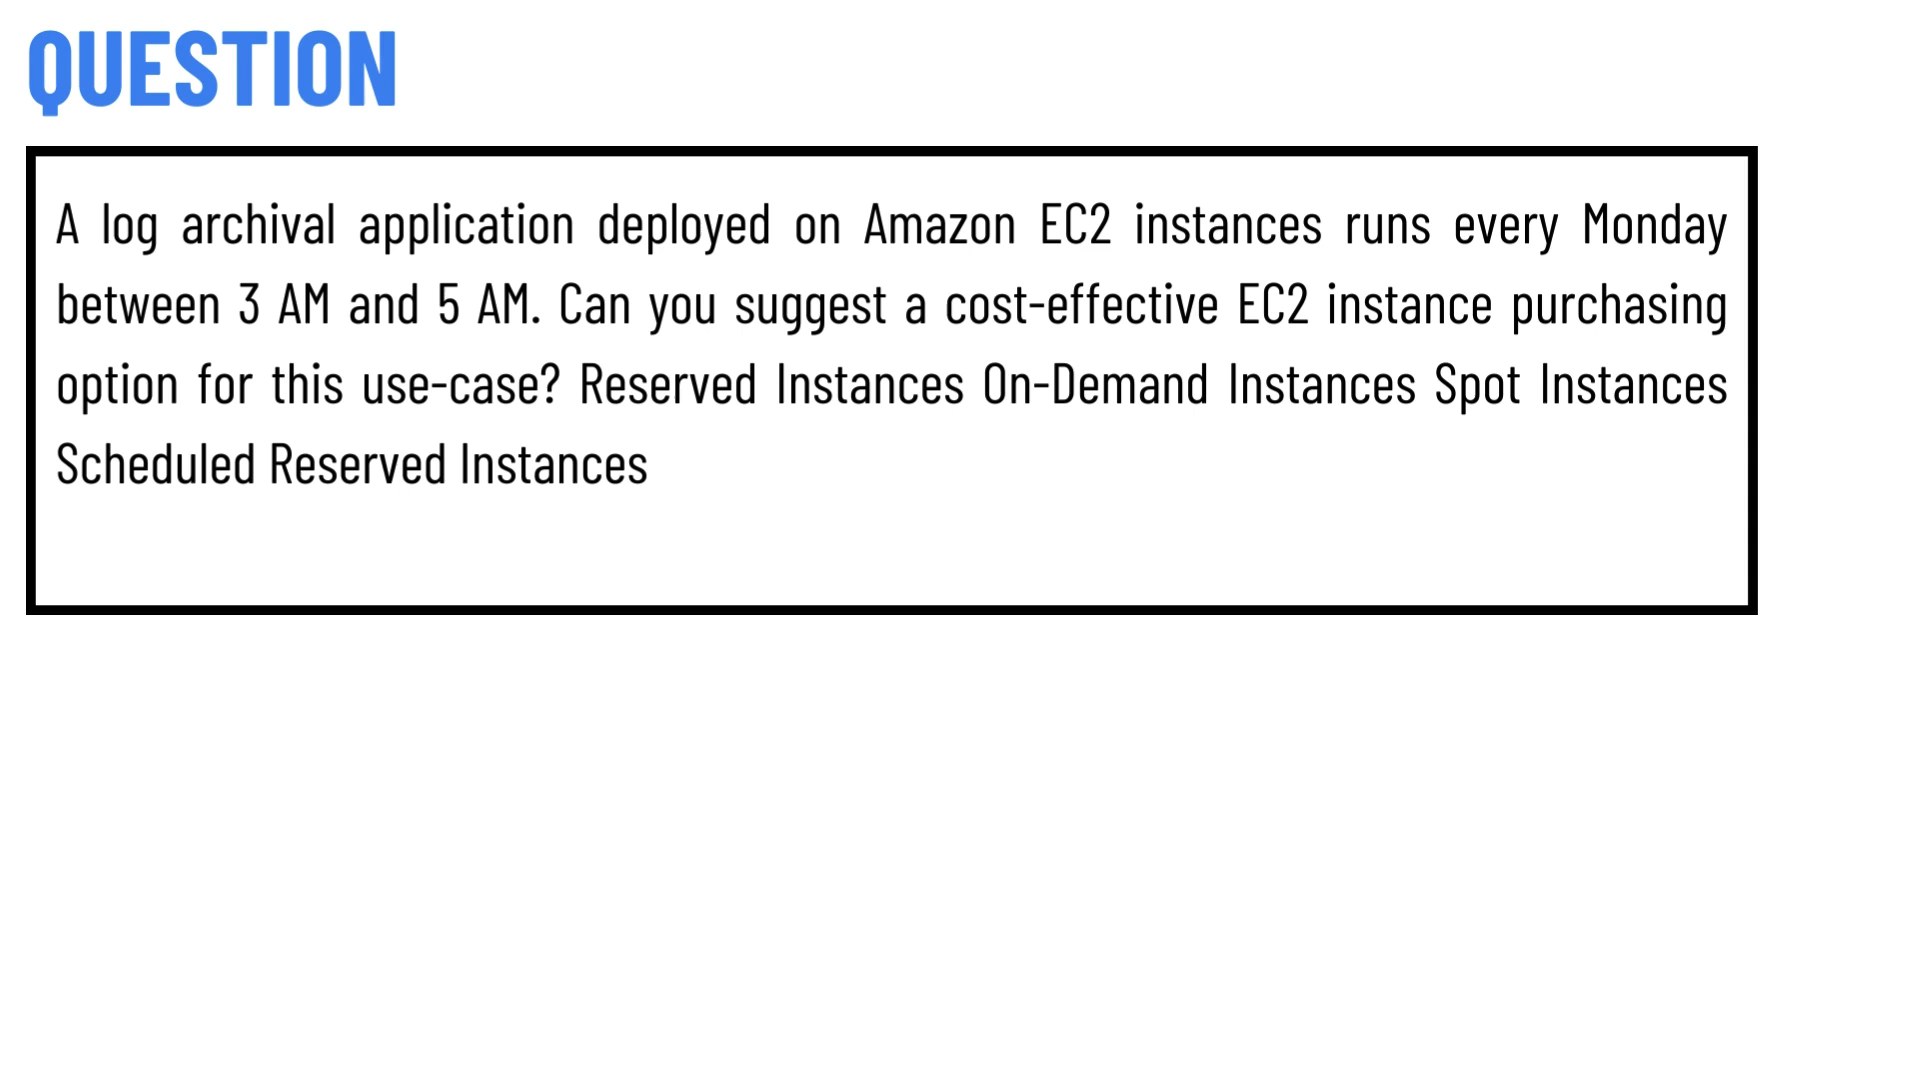 QUESTION
A log archival application deployed on Amazon EC2 instances runs every Monday
between 3 AM and 5 AM. Can you suggest a cost-effective EC2 instance purchasing
option for this use-case? Reserved Instances On-Demand Instances Spot Instances
Scheduled Reserved Instances